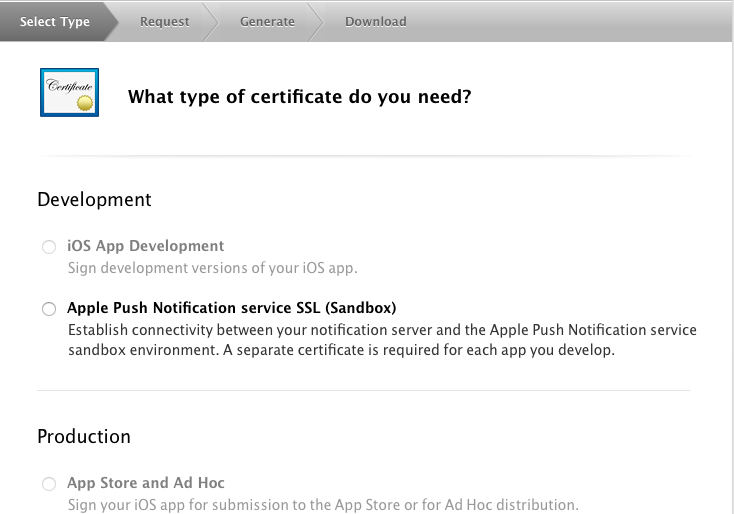 Select Type
Request
Generate
Download
Certificate
What type of certificate do you need?
Development
iOS App Development
Sign development versions of your iOS app.
Apple Push Notification service SSL (Sandbox)
Establish connectivity between your notification server and the Apple Push Notification service
sandbox environment. A separate certificate is required for each app you develop.
Production
App Store and Ad Hoc
Sign your iOS app for submission to the App Store or for Ad Hoc distribution.